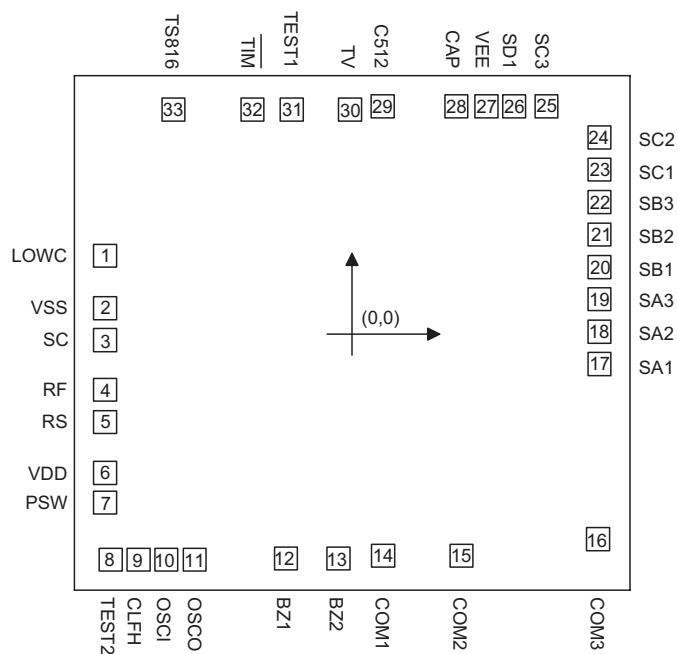 TS816 TIM TEST1 TV C512 CAP VEE SD1 SC3
33 32 31 30 29 28 27 26 25
24 SC2
23 SC1
22 SB3
21 SB2
LOWC 1
20 SB1
19 SA3
VSS 2
(0,0)
18 SA2
SC 3
17 SA1
RF 4
RS 5
VDD 6
PSW 7
16
8 9 10 11 12 13 14 15
TEST2 CLFH OSCI OSCO BZ1 BZ2 COM1 COM2 COM3